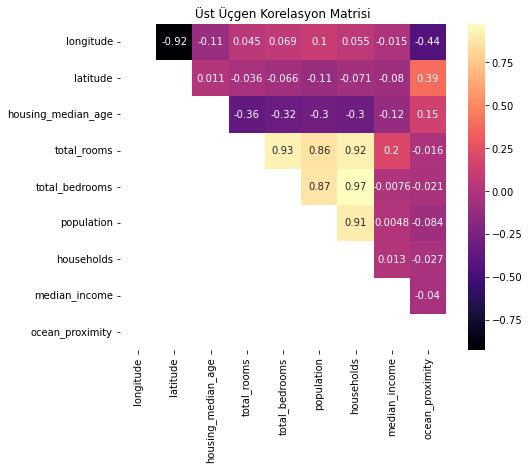 Üst Üçgen Korelasyon Matrisi
longitude -0.92 -0.11 0.045 0.069 0.1 0.055 -0.015 -0.44
latitude 0.011 -0.036 -0.066 -0.11 -0.071 -0.08 0.39
housing_median_age -0.36 -0.32 -0.3 -0.3 -0.12 0.15
total_rooms 0.93 0.86 0.92 0.2 -0.016
total_bedrooms 0.87 0.97 -0.0076 -0.021
population 0.91 0.0048 -0.084
households 0.013 -0.027
median_income -0.04
ocean_proximity
longitude
latitude
housing_median_age
total_rooms
total_bedrooms
population
households
median_income
ocean_proximity
0.75
0.50
0.25
0.00
−0.25
−0.50
−0.75